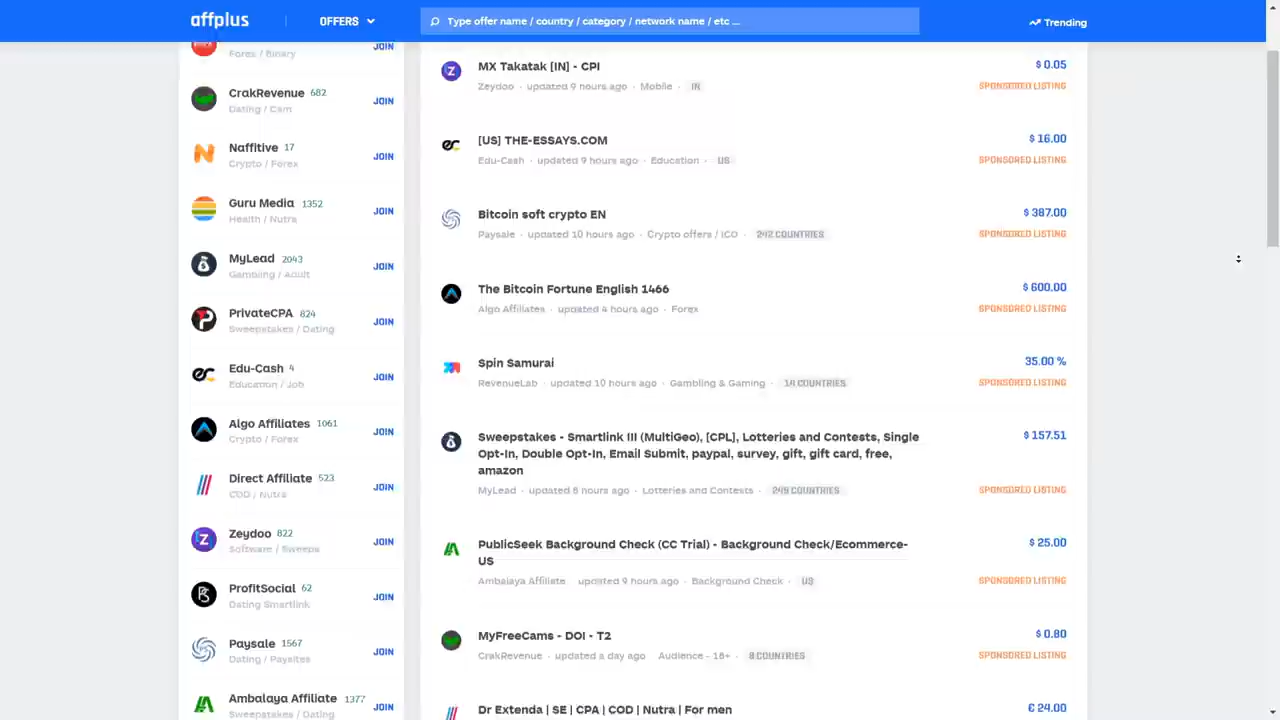 affplus
OFFERS
Type offer name / country / category / network name / etc ...
Trending
Forex / Binary
JOIN
CrakRevenue 682
Dating / Cam
JOIN
Naffitive 17
Crypto / Forex
JOIN
Guru Media 1352
Health / Nutra
JOIN
MyLead 2043
Gambling / Adult
JOIN
PrivateCPA 824
Sweepstakes / Dating
JOIN
Edu-Cash 4
Education / Job
JOIN
Algo Affiliates 1061
Crypto / Forex
JOIN
Direct Affiliate 523
COD / Nutra
JOIN
Zeydoo 822
Software / Sweeps
JOIN
ProfitSocial 62
Dating Smartlink
JOIN
Paysale 1567
Dating / Paysites
JOIN
Ambalaya Affiliate 1377
Sweepstakes / Dating
JOIN
MX Takatak [IN] - CPI
$ 0.05
Zeydoo · updated 9 hours ago · Mobile · IN
SPONSORED LISTING
[US] THE-ESSAYS.COM
$ 16.00
Edu-Cash · updated 9 hours ago · Education · US
SPONSORED LISTING
Bitcoin soft crypto EN
$ 387.00
Paysale · updated 10 hours ago · Crypto offers / ICO · 242 COUNTRIES
SPONSORED LISTING
The Bitcoin Fortune English 1466
$ 600.00
Algo Affiliates · updated 4 hours ago · Forex
SPONSORED LISTING
Spin Samurai
35.00 %
RevenueLab · updated 10 hours ago · Gambling & Gaming · 14 COUNTRIES
SPONSORED LISTING
Sweepstakes - Smartlink III (MultiGeo), [CPL], Lotteries and Contests, Single
Opt-In, Double Opt-In, Email Submit, paypal, survey, gift, gift card, free,
amazon
$ 157.51
MyLead · updated 6 hours ago · Lotteries and Contests · 249 COUNTRIES
SPONSORED LISTING
PublicSeek Background Check (CC Trial) - Background Check/Ecommerce-
US
$ 25.00
Ambalaya Affiliate updated 9 hours ago · Background Check · US
SPONSORED LISTING
MyFreeCams - DOI - T2
$ 0.80
CrakRevenue · updated a day ago Audience - 18+ · 8 COUNTRIES
SPONSORED LISTING
Dr Extenda | SE | CPA | COD | Nutra | For men
€ 24.00